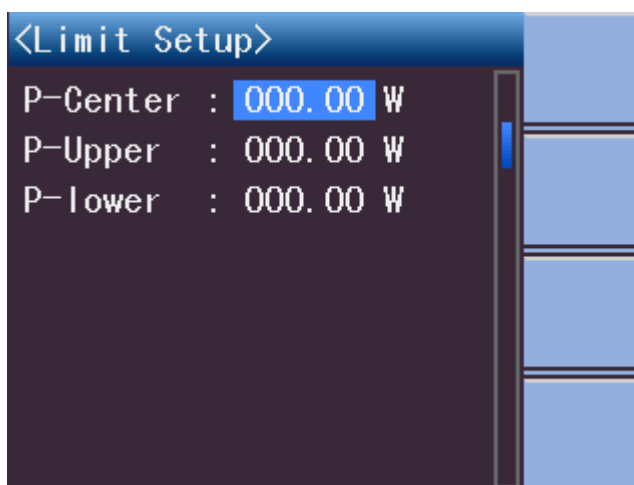 <Limit Setup>
P-Center : 000.00 W
P-Upper : 000.00 W
P-lower : 000.00 W